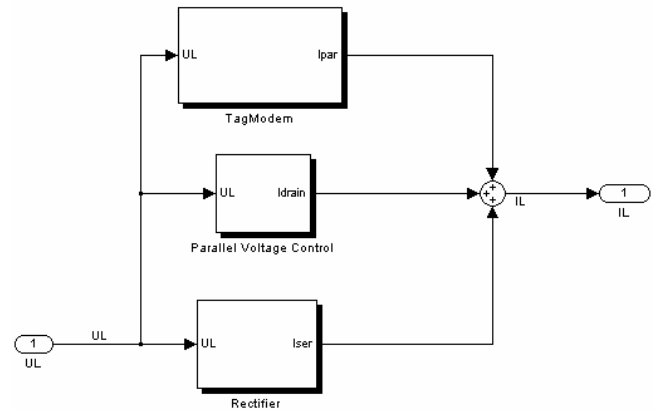 UL Ipar
TagModem
UL Idrain
+
+
+
IL
1
IL
Parallel Voltage Control
UL
1
UL
UL Iser
Rectifier